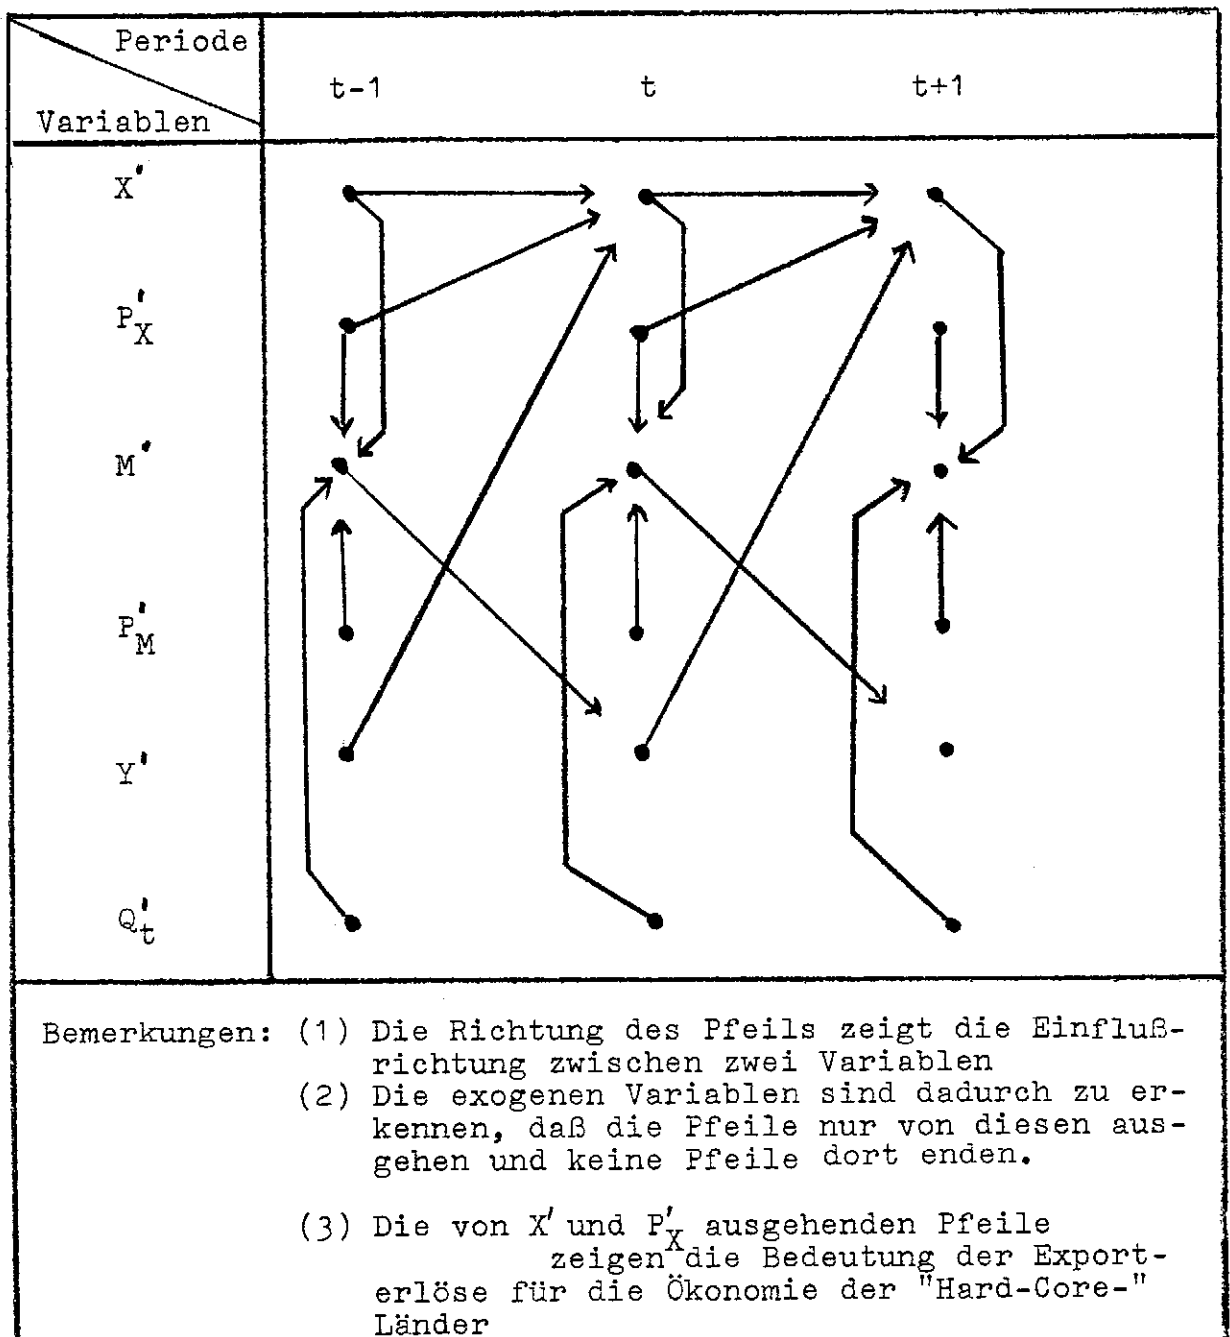 Periode
t-1 t t+1
Variablen
X'
P'X
M'
P'M
Y'
Q't
Bemerkungen: (1) Die Richtung des Pfeils zeigt die Einfluß-
richtung zwischen zwei Variablen
(2) Die exogenen Variablen sind dadurch zu er-
kennen, daß die Pfeile nur von diesen aus-
gehen und keine Pfeile dort enden.
(3) Die von X' und P'X ausgehenden Pfeile
zeigen die Bedeutung der Export-
erlöse für die Ökonomie der "Hard-Core-"
Länder